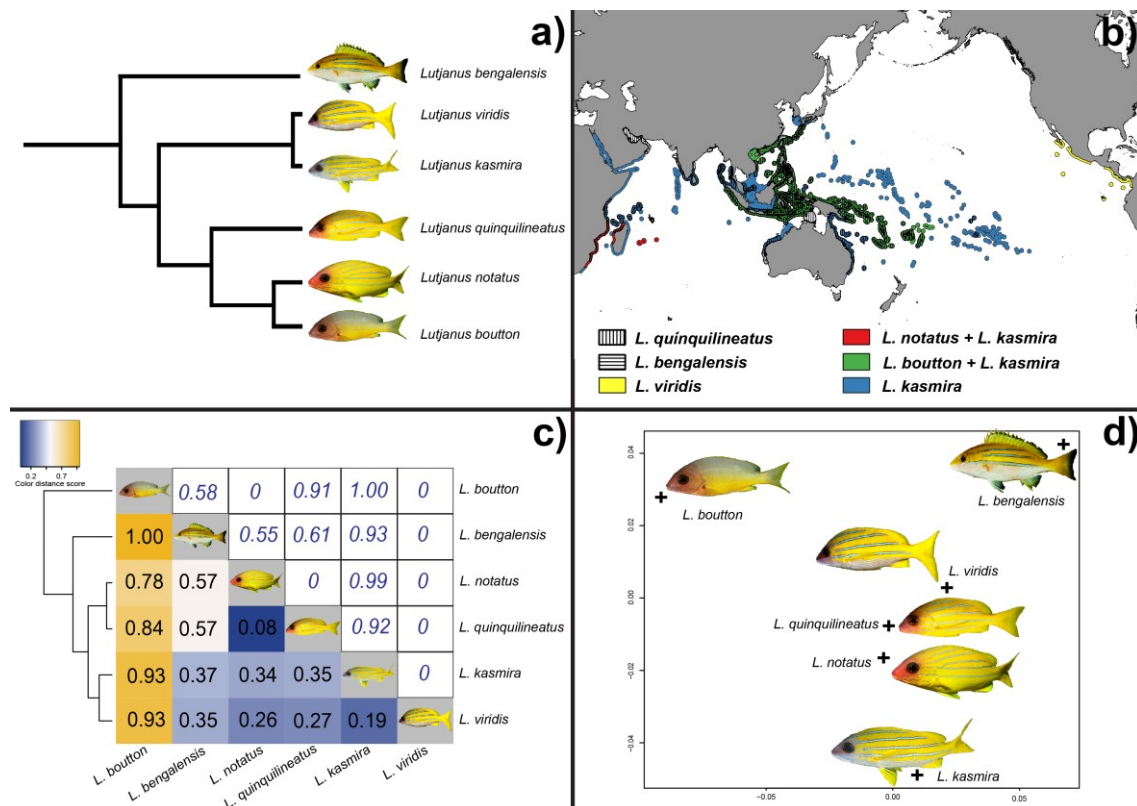 a)
Lutjanus bengalensis
Lutjanus viridis
Lutjanus kasmira
Lutjanus quinquilineatus
Lutjanus notatus
Lutjanus boutton
b)
L. quinquilineatus
L. bengalensis
L. viridis
L. notatus + L. kasmira
L. boutton + L. kasmira
L. kasmira
c)
0.2 0.7
Color distance score
0.58 0 0.91 1.00 0 L. boutton
1.00 0.55 0.61 0.93 0 L. bengalensis
0.78 0.57 0 0.99 0 L. notatus
0.84 0.57 0.08 0.92 0 L. quinquilineatus
0.93 0.37 0.34 0.35 0 L. kasmira
0.93 0.35 0.26 0.27 0.19 L. viridis
L. boutton
L. bengalensis
L. notatus
L. quinquilineatus
L. kasmira
L. viridis
d)
0.04
0.02
0.00
−0.02
−0.04
L. boutton
L. bengalensis
L. viridis
L. quinquilineatus
L. notatus
L. kasmira
−0.05 0.00 0.05